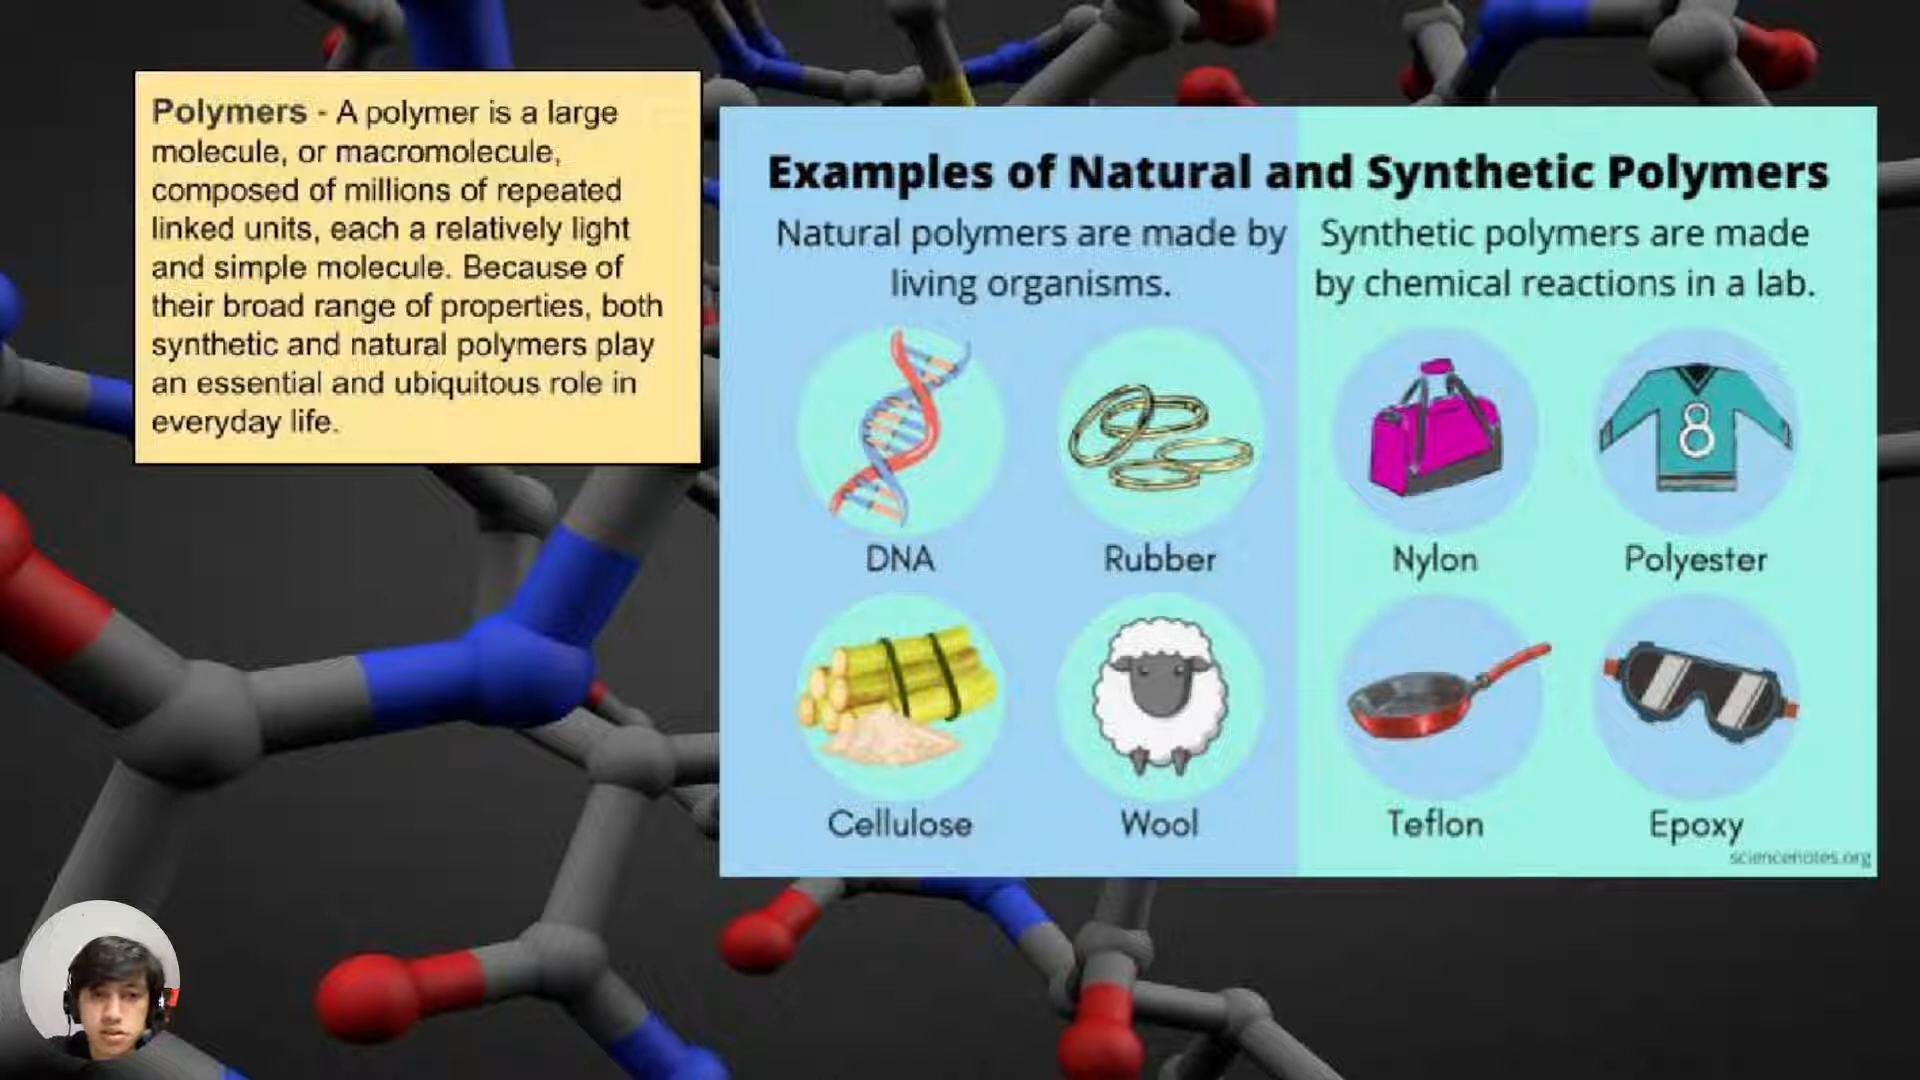 Polymers - A polymer is a large
molecule, or macromolecule,
composed of millions of repeated
linked units, each a relatively light
and simple molecule. Because of
their broad range of properties, both
synthetic and natural polymers play
an essential and ubiquitous role in
everyday life.
Examples of Natural and Synthetic Polymers
Natural polymers are made by
living organisms.
Synthetic polymers are made
by chemical reactions in a lab.
8
DNA
Rubber
Nylon
Polyester
Cellulose
Wool
Teflon
Epoxy
sciencenotes.org